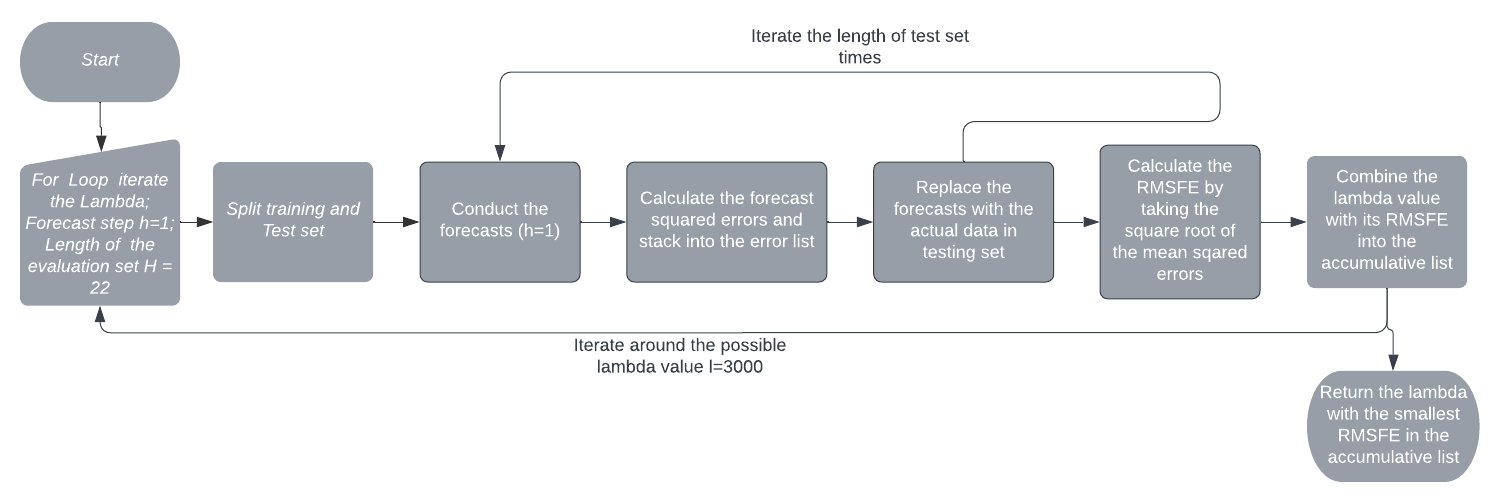 Iterate the length of test set
times
Start
For Loop iterate
the Lambda;
Forecast step h=1;
Length of the
evaluation set H =
22
Split training and
Test set
Conduct the
forecasts (h=1)
Calculate the forecast
squared errors and
stack into the error list
Replace the
forecasts with the
actual data in
testing set
Calculate the
RMSFE by
taking the
square root of
the mean sqared
errors
Combine the
lambda value
with its RMSFE
into the
accumulative list
Iterate around the possible
lambda value l=3000
Return the lambda
with the smallest
RMSFE in the
accumulative list